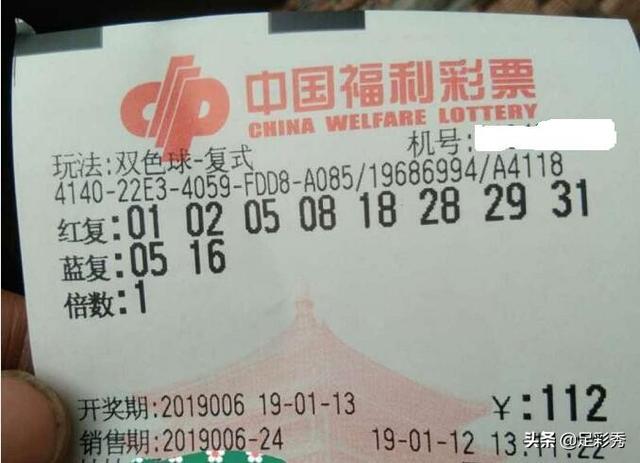 中国福利彩票
CHINA WELFARE LOTTERY
机号:
玩法:双色球-复式
4140-22E3-4059-FDD8-A085/19686994/A4118
红复:01 02 05 08 18 28 29 31
蓝复:05 16
倍数:1
开奖期:2019006 19-01-13 ¥:112
销售期:2019006-24 19-01-12 13:11:22
头条 @足彩秀